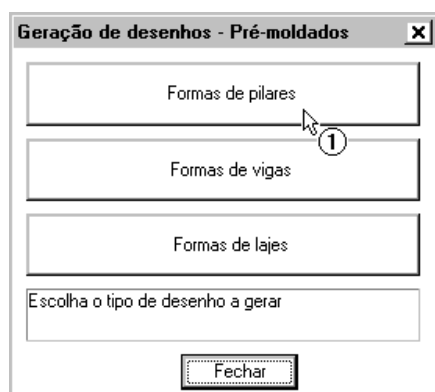 Geração de desenhos - Pré-moldados
Formas de pilares
1
Formas de vigas
Formas de lajes
Escolha o tipo de desenho a gerar
Fechar